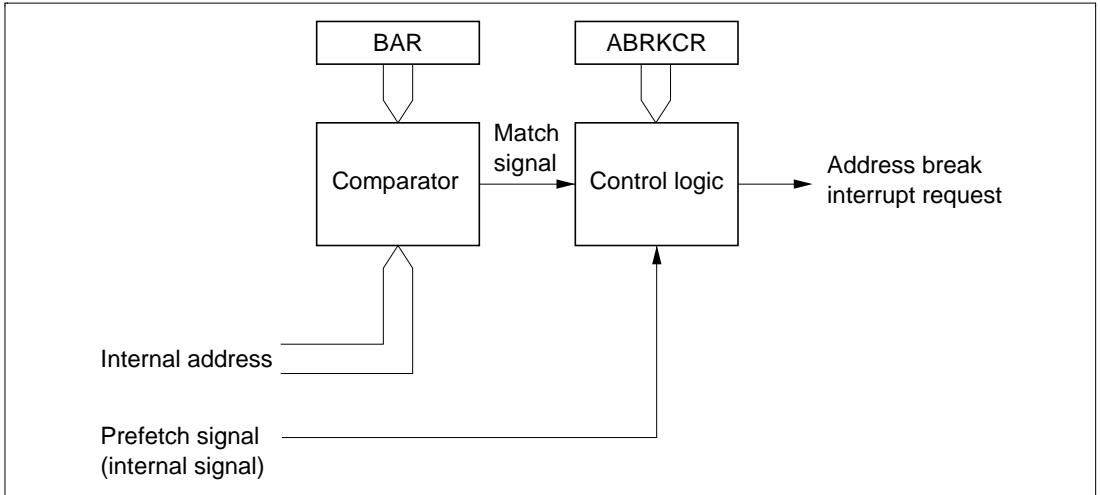 BAR
ABRKCR
Match
signal
Comparator
Control logic
Address break
interrupt request
Internal address
Prefetch signal
(internal signal)